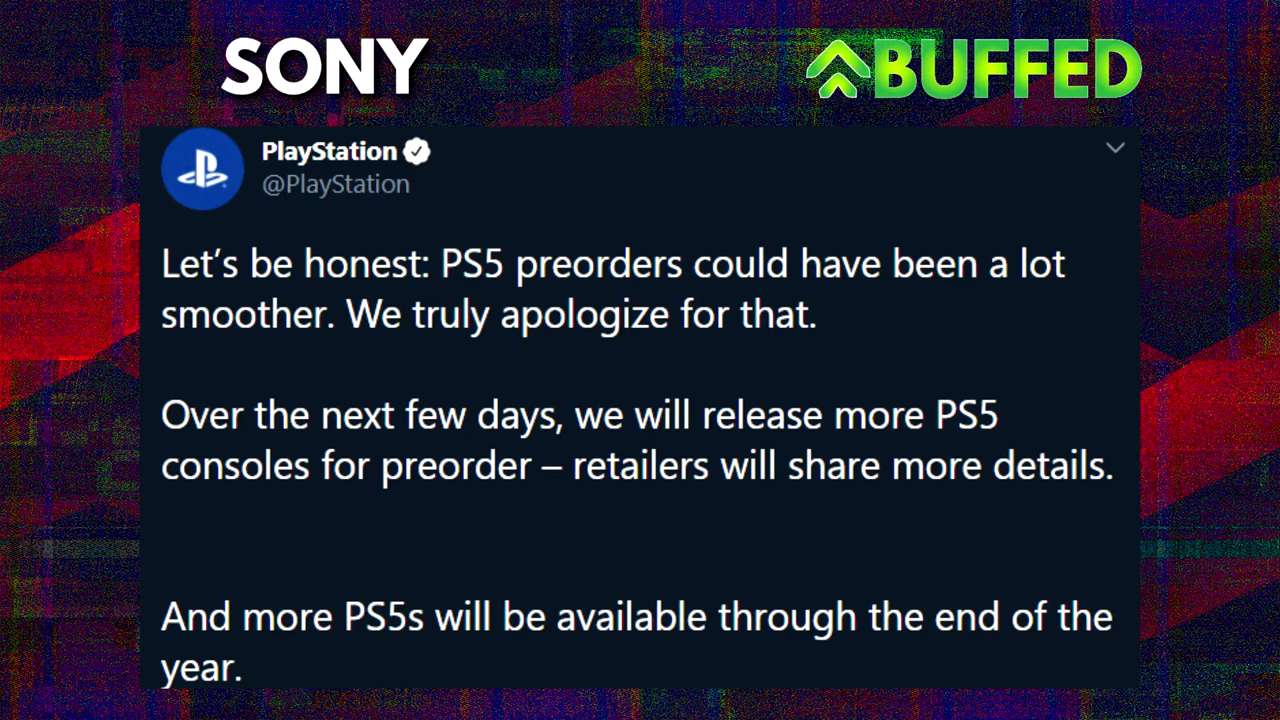 SONY
BUFFED
PlayStation
@PlayStation
Let's be honest: PS5 preorders could have been a lot
smoother. We truly apologize for that.
Over the next few days, we will release more PS5
consoles for preorder – retailers will share more details.
And more PS5s will be available through the end of the
year.